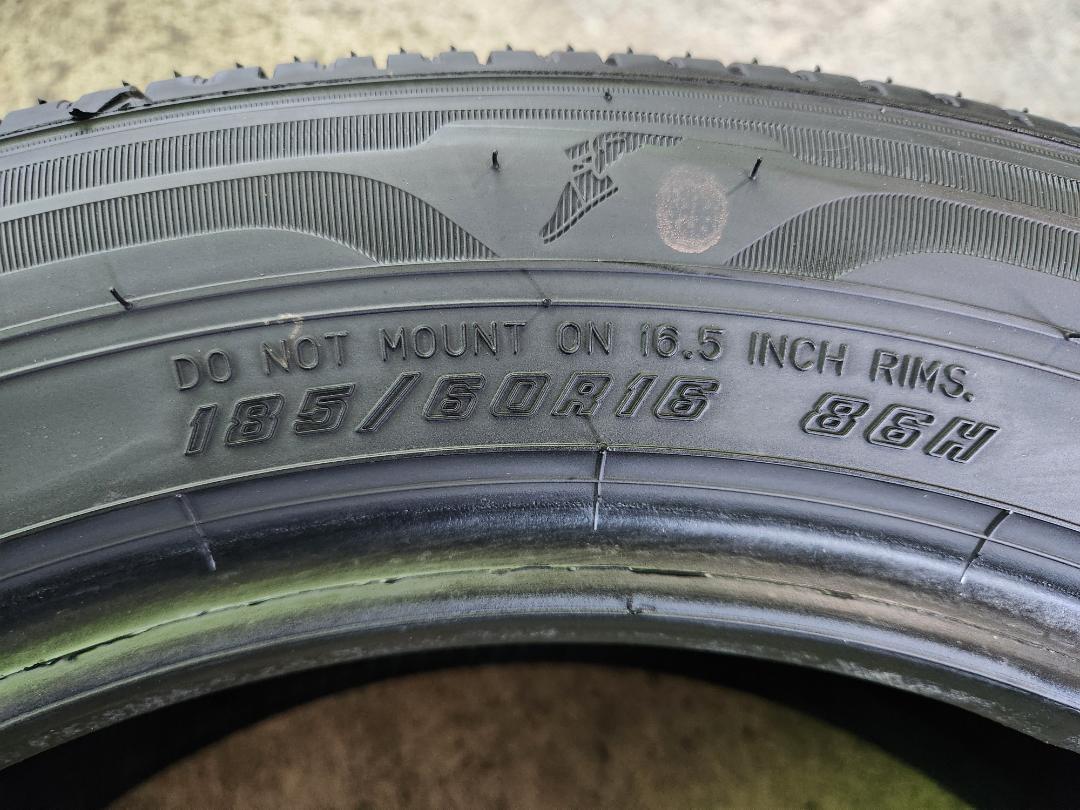 DO NOT MOUNT ON 16.5 INCH RIMS.
185/60R16 86H